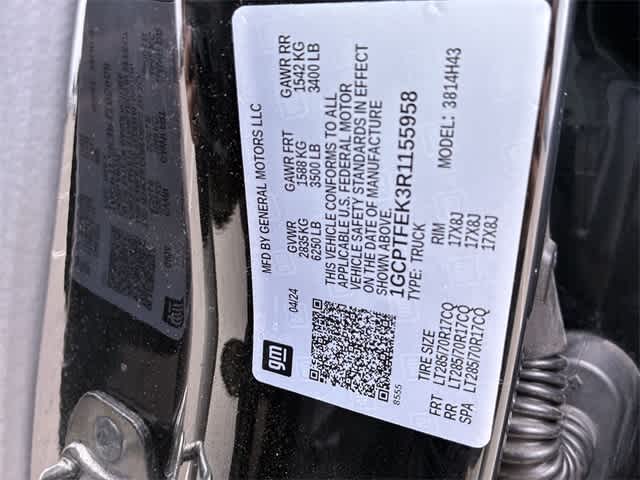 MFD BY GENERAL MOTORS LLC
gm
04/24
GVWR GAWR FRT GAWR RR
2835 KG 1588 KG 1542 KG
6250 LB 3500 LB 3400 LB
THIS VEHICLE CONFORMS TO ALL
APPLICABLE U.S. FEDERAL MOTOR
VEHICLE SAFETY STANDARDS IN EFFECT
ON THE DATE OF MANUFACTURE
SHOWN ABOVE.
1GCPTFEK3R1155958
8555
TYPE: TRUCK MODEL: 3814H43
TIRE SIZE RIM
FRT LT285/70R17CQ 17X8J
RR LT285/70R17CQ 17X8J
SPA LT285/70R17CQ 17X8J